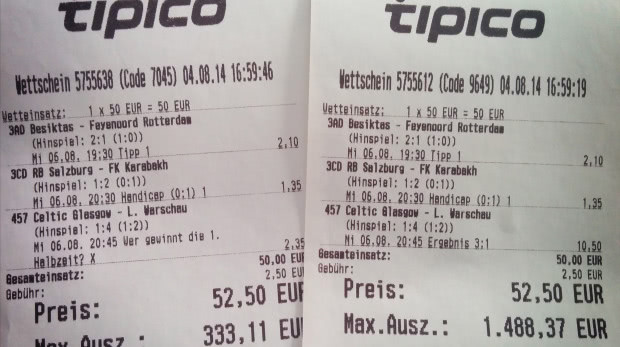 tipico
Wettschein 5755638 (Code 7045) 04.08.14 16:59:46
Wetteinsatz: 1 x 50 EUR = 50 EUR
3AD Besiktas - Feyenoord Rotterdam
(Hinspiel: 2:1 (1:0))
Mi 06.08. 19:30 Tipp 1 2,10
3CD RB Salzburg - FK Karabakh
(Hinspiel: 1:2 (0:1))
Mi 06.08. 20:30 Handicap (0:1) 1 1,35
457 Celtic Glasgow - L. Warschau
(Hinspiel: 1:4 (1:2))
Mi 06.08. 20:45 Wer gewinnt die 1.
Halbzeit? X 2,35
Gesamteinsatz: 50,00 EUR
Gebühr: 2,50 EUR
Preis: 52,50 EUR
Max.Ausz.: 333,11 EUR
tipico
Wettschein 5755612 (Code 9649) 04.08.14 16:59:19
Wetteinsatz: 1 x 50 EUR = 50 EUR
3AD Besiktas - Feyenoord Rotterdam
(Hinspiel: 2:1 (1:0))
Mi 06.08. 19:30 Tipp 1 2,10
3CD RB Salzburg - FK Karabakh
(Hinspiel: 1:2 (0:1))
Mi 06.08. 20:30 Handicap (0:1) 1 1,35
457 Celtic Glasgow - L. Warschau
(Hinspiel: 1:4 (1:2))
Mi 06.08. 20:45 Ergebnis 3:1 10,50
Gesamteinsatz: 50,00 EUR
Gebühr: 2,50 EUR
Preis: 52,50 EUR
Max.Ausz.: 1.488,37 EUR